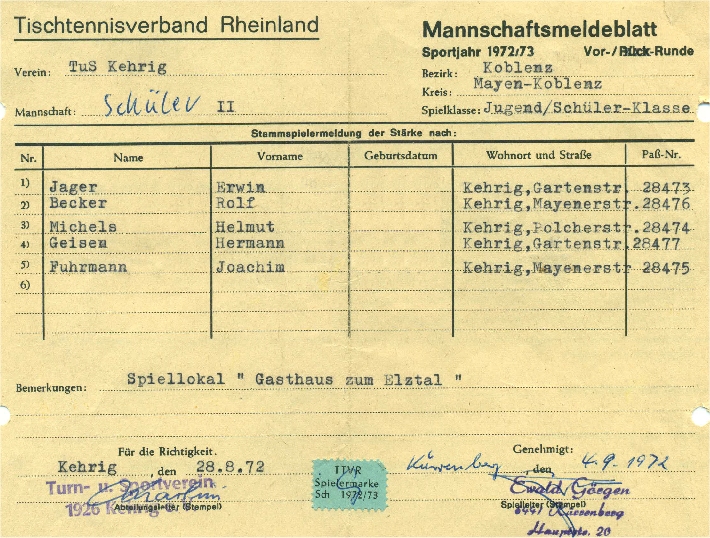 Tischtennisverband Rheinland
Mannschaftsmeldeblatt
Sportjahr 1972/73 Vor-/Rück-Runde
Verein: TuS Kehrig
Bezirk: Koblenz
Kreis: Mayen-Koblenz
Mannschaft: Schüler II
Spielklasse: Jugend/Schüler-Klasse
Stammspielermeldung der Stärke nach:
Nr. Name Vorname Geburtsdatum Wohnort und Straße Paß-Nr.
1) Jager Erwin Kehrig,Gartenstr. 28473
2) Becker Rolf Kehrig,Mayenerstr. 28476
3) Michels Helmut Kehrig,Polcherstr. 28474
4) Geisen Hermann Kehrig,Gartenstr. 28477
5) Fuhrmann Joachim Kehrig,Mayenerstr 28475
6)
Bemerkungen: Spiellokal " Gasthaus zum Elztal "
Für die Richtigkeit.
Kehrig, den 28.8.72
Turn- u. Sportverein
1926 Kehrig
Abteilungsleiter (Stempel)
TTVR
Spielermarke
Sch 1972/73
Genehmigt:
Kürrenberg, den 4.9.1972
Ewald Görgen
Spielleiter (Stempel)
5441 Kürrenberg
Hauptstr. 20